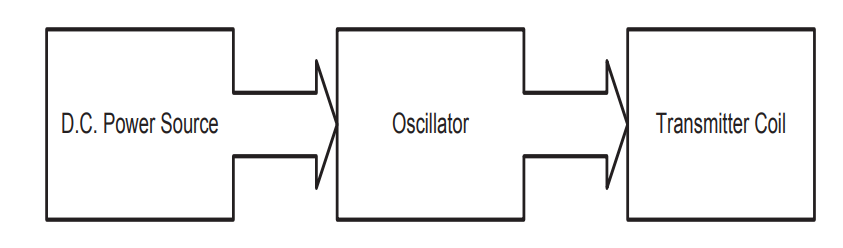 D.C. Power Source
Oscillator
Transmitter Coil